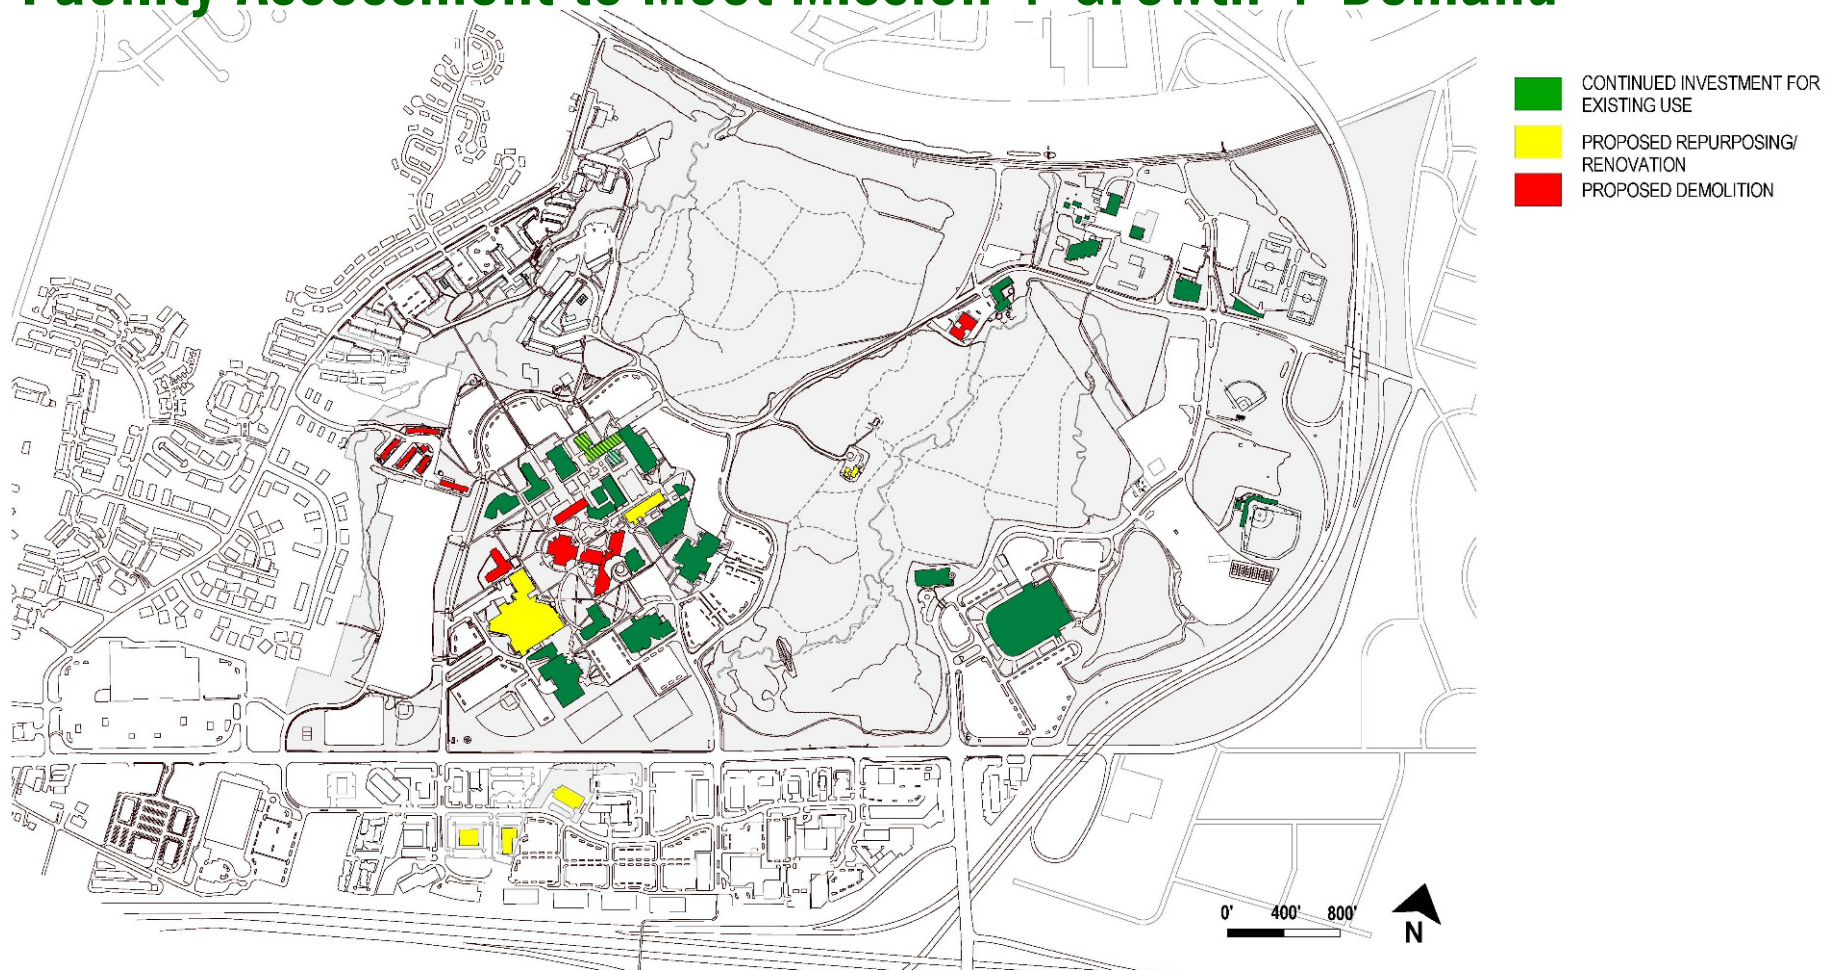 Facility Assessment to Meet Mission + Growth + Demand
CONTINUED INVESTMENT FOR
EXISTING USE
PROPOSED REPURPOSING/
RENOVATION
PROPOSED DEMOLITION
0' 400' 800'
N